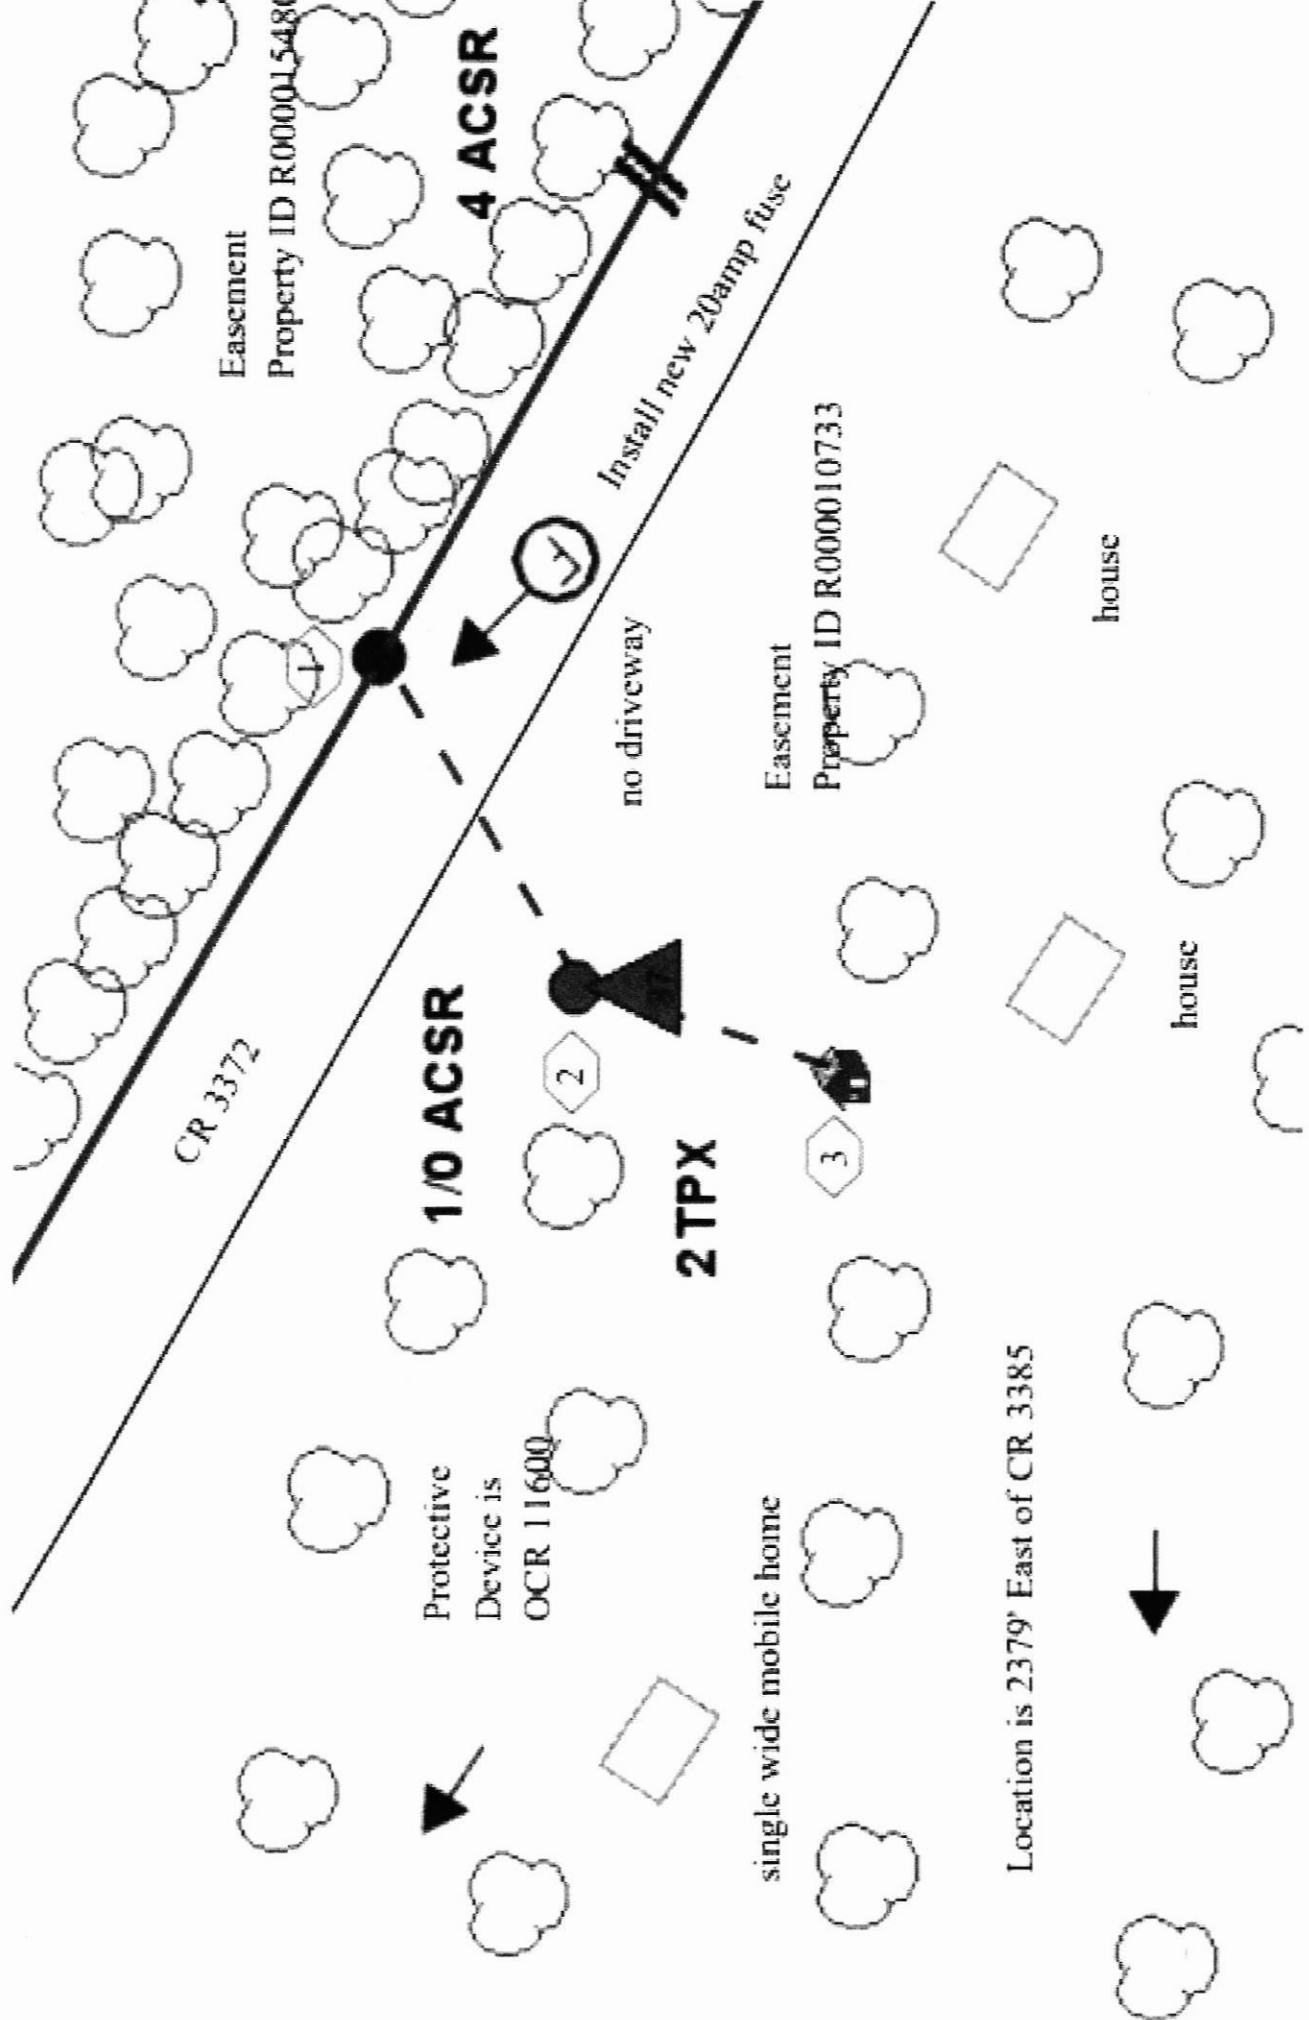 CR 3372
Easement
Property ID R00001548
1
4 ACSR
Install new 20amp fuse
Protective
Device is
OCR 11600
1/0 ACSR
2
no driveway
2 TPX
single wide mobile home
Easement
Property ID R000010733
3
Location is 2379' East of CR 3385
house
house